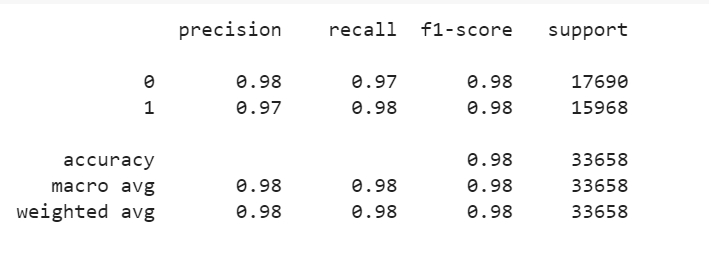 precision recall f1-score support
0 0.98 0.97 0.98 17690
1 0.97 0.98 0.98 15968
accuracy 0.98 33658
macro avg 0.98 0.98 0.98 33658
weighted avg 0.98 0.98 0.98 33658